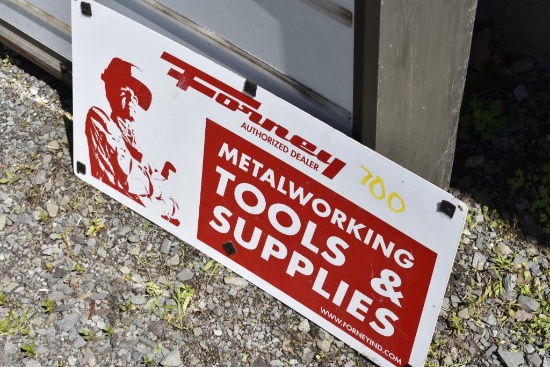 Forney
AUTHORIZED DEALER
700
METALWORKING
TOOLS &
SUPPLIES
WWW.FORNEYIND.COM